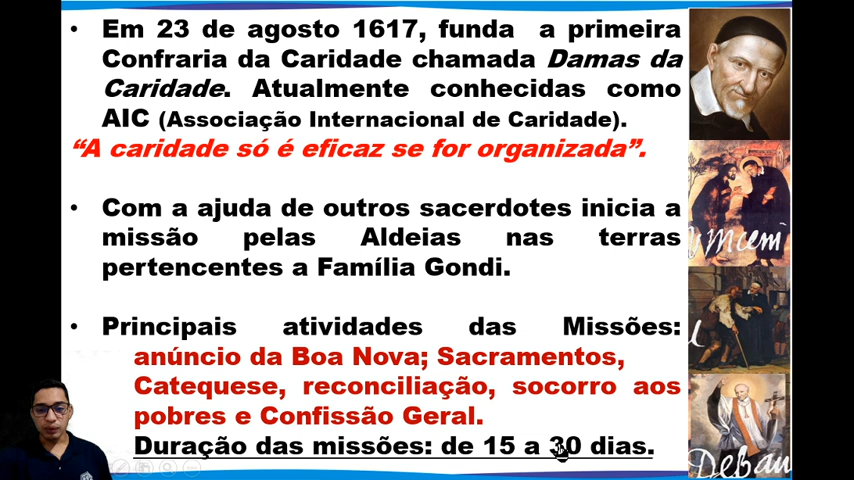 • Em 23 de agosto 1617, funda a primeira
Confraria da Caridade chamada Damas da
Caridade. Atualmente conhecidas como
AIC (Associação Internacional de Caridade).
“A caridade só é eficaz se for organizada”.
• Com a ajuda de outros sacerdotes inicia a
missão pelas Aldeias nas terras
pertencentes a Família Gondi.
• Principais atividades das Missões:
anúncio da Boa Nova; Sacramentos,
Catequese, reconciliação, socorro aos
pobres e Confissão Geral.
Duração das missões: de 15 a 30 dias.